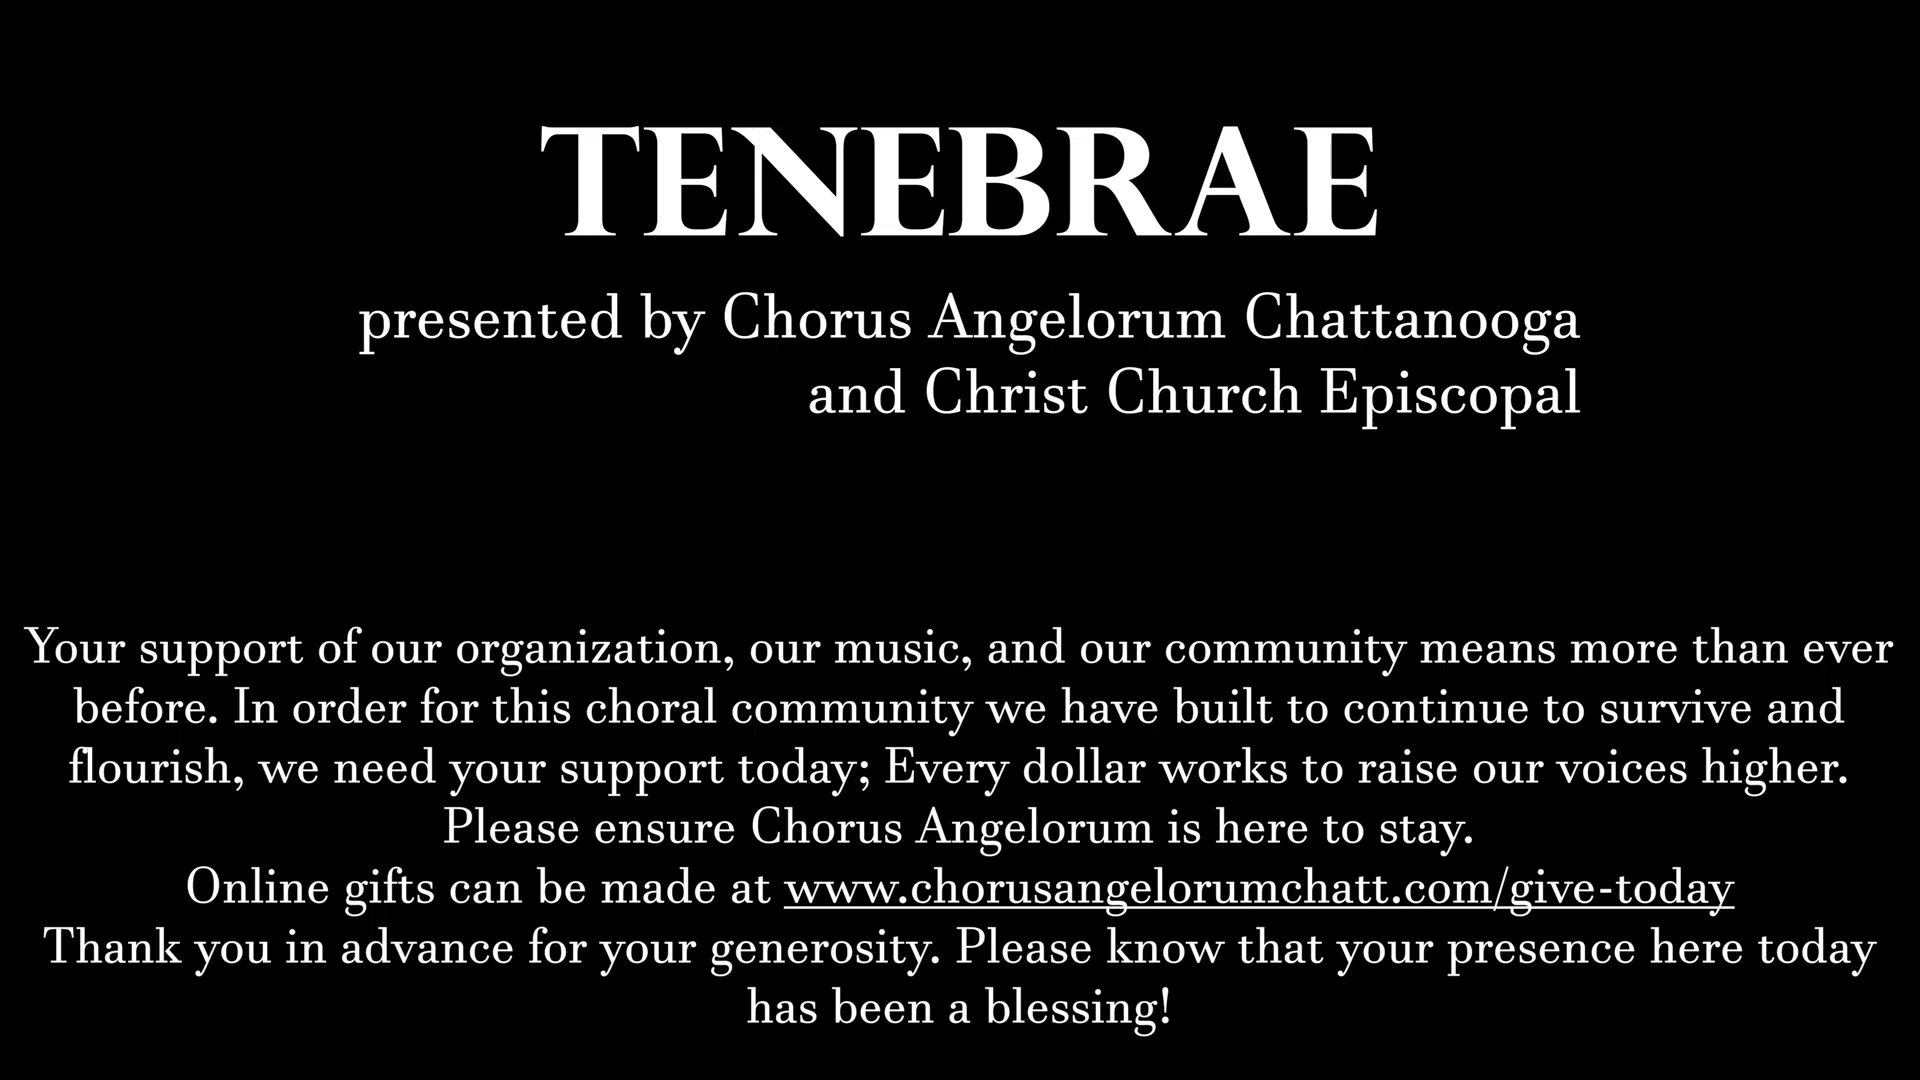 TENEBRAE
presented by Chorus Angelorum Chattanooga
and Christ Church Episcopal
Your support of our organization, our music, and our community means more than ever
before. In order for this choral community we have built to continue to survive and
flourish, we need your support today; Every dollar works to raise our voices higher.
Please ensure Chorus Angelorum is here to stay.
Online gifts can be made at www.chorusangelorumchatt.com/give-today
Thank you in advance for your generosity. Please know that your presence here today
has been a blessing!